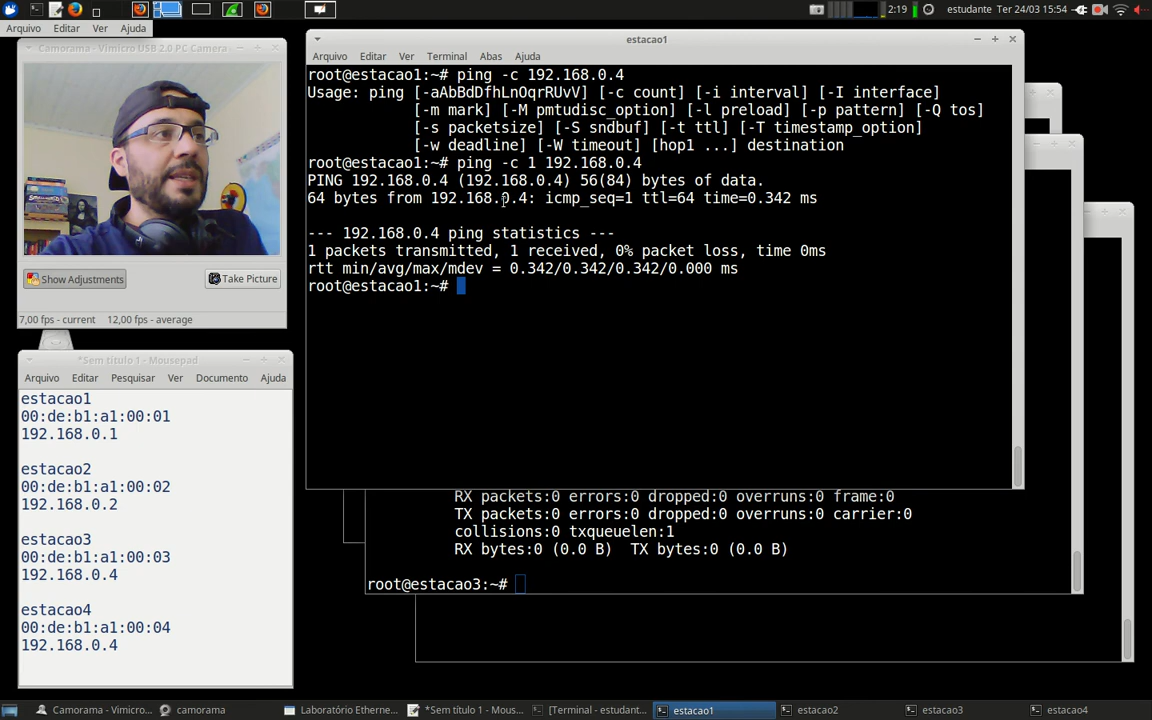 2:19
estudante
Ter 24/03 15:54
Arquivo Editar Ver Ajuda
Camorama - Vimicro USB 2.0 PC Camera
Show Adjustments
Take Picture
7,00 fps - current 12,00 fps - average
*Sem título 1 - Mousepad
Arquivo Editar Pesquisar Ver Documento Ajuda
estacao1
00:de:b1:a1:00:01
192.168.0.1
estacao2
00:de:b1:a1:00:02
192.168.0.2
estacao3
00:de:b1:a1:00:03
192.168.0.4
estacao4
00:de:b1:a1:00:04
192.168.0.4
estacao1
Arquivo Editar Ver Terminal Abas Ajuda
root@estacao1:~# ping -c 192.168.0.4
Usage: ping [-aAbBdDfhLnOqrRUvV] [-c count] [-i interval] [-I interface]
[-m mark] [-M pmtudisc_option] [-l preload] [-p pattern] [-Q tos]
[-s packetsize] [-S sndbuf] [-t ttl] [-T timestamp_option]
[-w deadline] [-W timeout] [hop1 ...] destination
root@estacao1:~# ping -c 1 192.168.0.4
PING 192.168.0.4 (192.168.0.4) 56(84) bytes of data.
64 bytes from 192.168.0.4: icmp_seq=1 ttl=64 time=0.342 ms
--- 192.168.0.4 ping statistics ---
1 packets transmitted, 1 received, 0% packet loss, time 0ms
rtt min/avg/max/mdev = 0.342/0.342/0.342/0.000 ms
root@estacao1:~#
RX packets:0 errors:0 dropped:0 overruns:0 frame:0
TX packets:0 errors:0 dropped:0 overruns:0 carrier:0
collisions:0 txqueuelen:1
RX bytes:0 (0.0 B) TX bytes:0 (0.0 B)
root@estacao3:~#
Camorama - Vimicro...
camorama
Laboratório Etherne...
*Sem título 1 - Mous...
[Terminal - estudant...
estacao1
estacao2
estacao3
estacao4